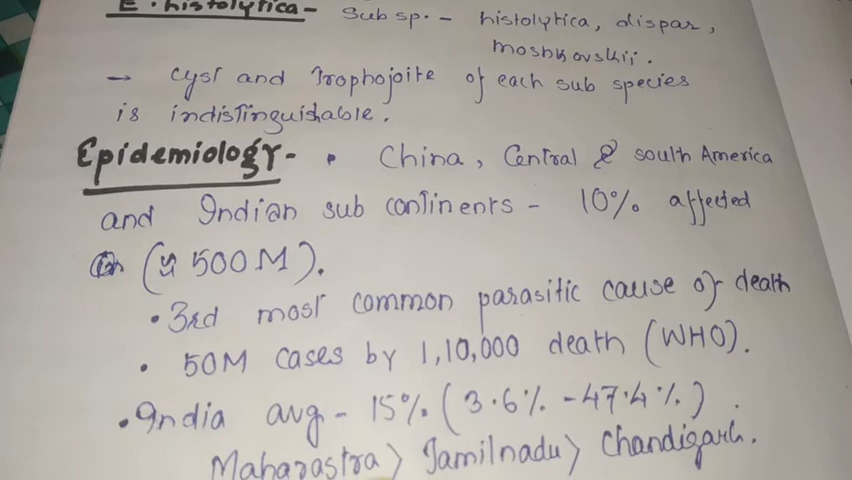 E. histolytica - Sub sp. - histolytica, dispar,
moshkovskii.
→ Cyst and Trophojoite of each sub species
is indistinguishable.
Epidemiology - • China, Central & south America
and Indian sub continents - 10% affected
(≈ 500M).
• 3rd most common parasitic cause of death
• 50M cases by 1,10,000 death (WHO).
• India avg - 15% (3.6% - 47.4%).
Maharastra > Tamilnadu > Chandigarh.